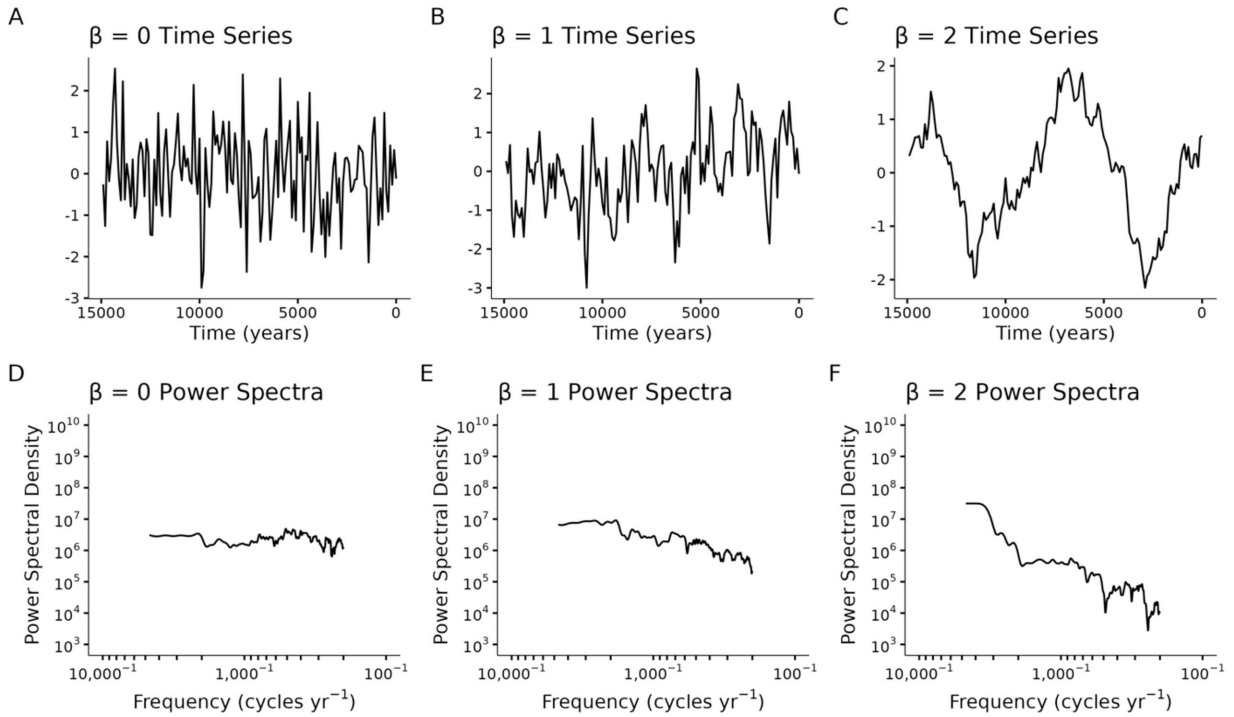 A
β = 0 Time Series
2
1
0
-1
-2
-3
15000 10000 5000 0
Time (years)
B
β = 1 Time Series
2
1
0
-1
-2
-3
15000 10000 5000 0
Time (years)
C
β = 2 Time Series
2
1
0
-1
-2
15000 10000 5000 0
Time (years)
D
β = 0 Power Spectra
Power Spectral Density
10¹⁰
10⁹
10⁸
10⁷
10⁶
10⁵
10⁴
10³
10,000⁻¹ 1,000⁻¹ 100⁻¹
Frequency (cycles yr⁻¹)
E
β = 1 Power Spectra
Power Spectral Density
10¹⁰
10⁹
10⁸
10⁷
10⁶
10⁵
10⁴
10³
10,000⁻¹ 1,000⁻¹ 100⁻¹
Frequency (cycles yr⁻¹)
F
β = 2 Power Spectra
Power Spectral Density
10¹⁰
10⁹
10⁸
10⁷
10⁶
10⁵
10⁴
10³
10,000⁻¹ 1,000⁻¹ 100⁻¹
Frequency (cycles yr⁻¹)